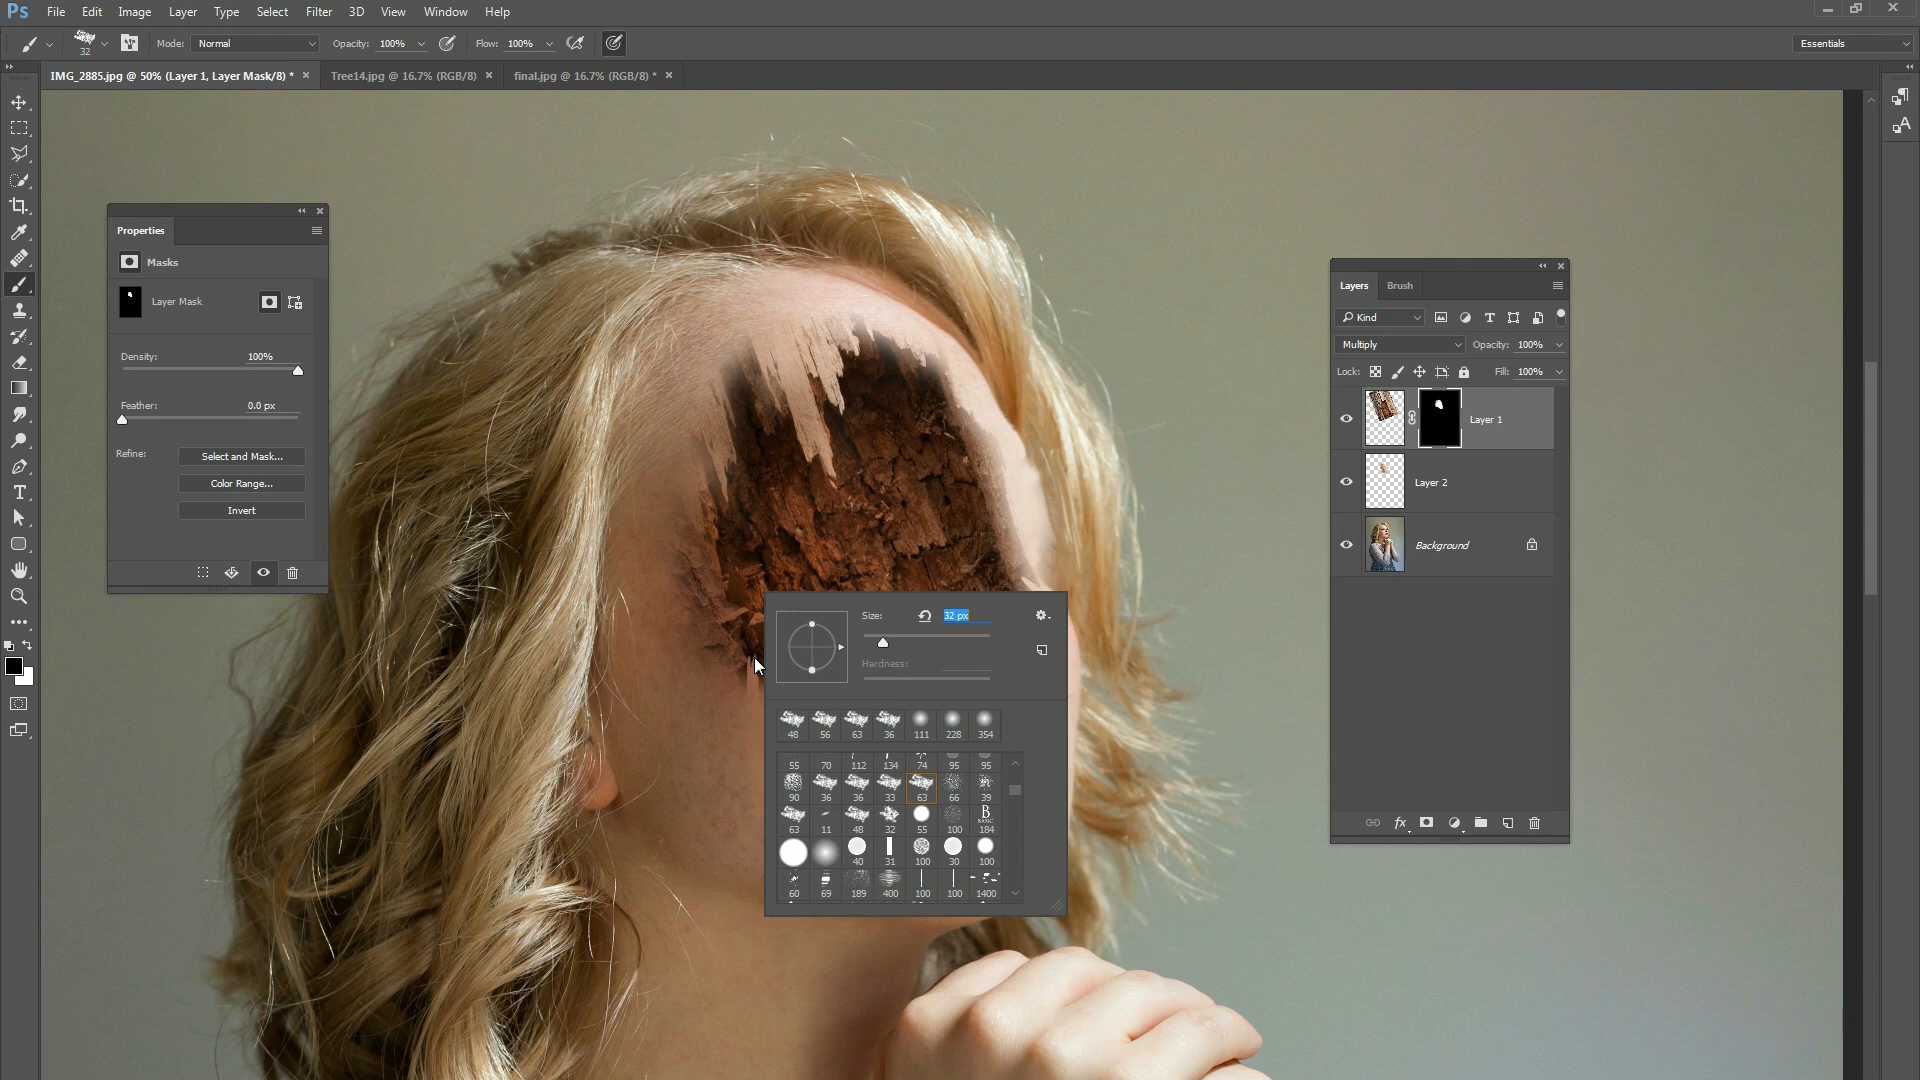 Ps File Edit Image Layer Type Select Filter 3D View Window Help
32 Mode: Normal Opacity: 100% Flow: 100% Essentials
IMG_2885.jpg @ 50% (Layer 1, Layer Mask/8) * × Tree14.jpg @ 16.7% (RGB/8) × final.jpg @ 16.7% (RGB/8) * ×
Properties
Masks
Layer Mask
Density: 100%
Feather: 0.0 px
Refine: Select and Mask...
Color Range...
Invert
Size: 32 px
Hardness:
48 56 63 36 111 228 354
55 70 112 134 74 95 95
90 36 36 33 63 66 39
B
BASIC
63 11 48 32 55 100 184
40 31 100 30 100
60 69 189 400 100 100 1400
Layers Brush
Kind
Multiply Opacity: 100%
Lock: Fill: 100%
Layer 1
Layer 2
Background
fx